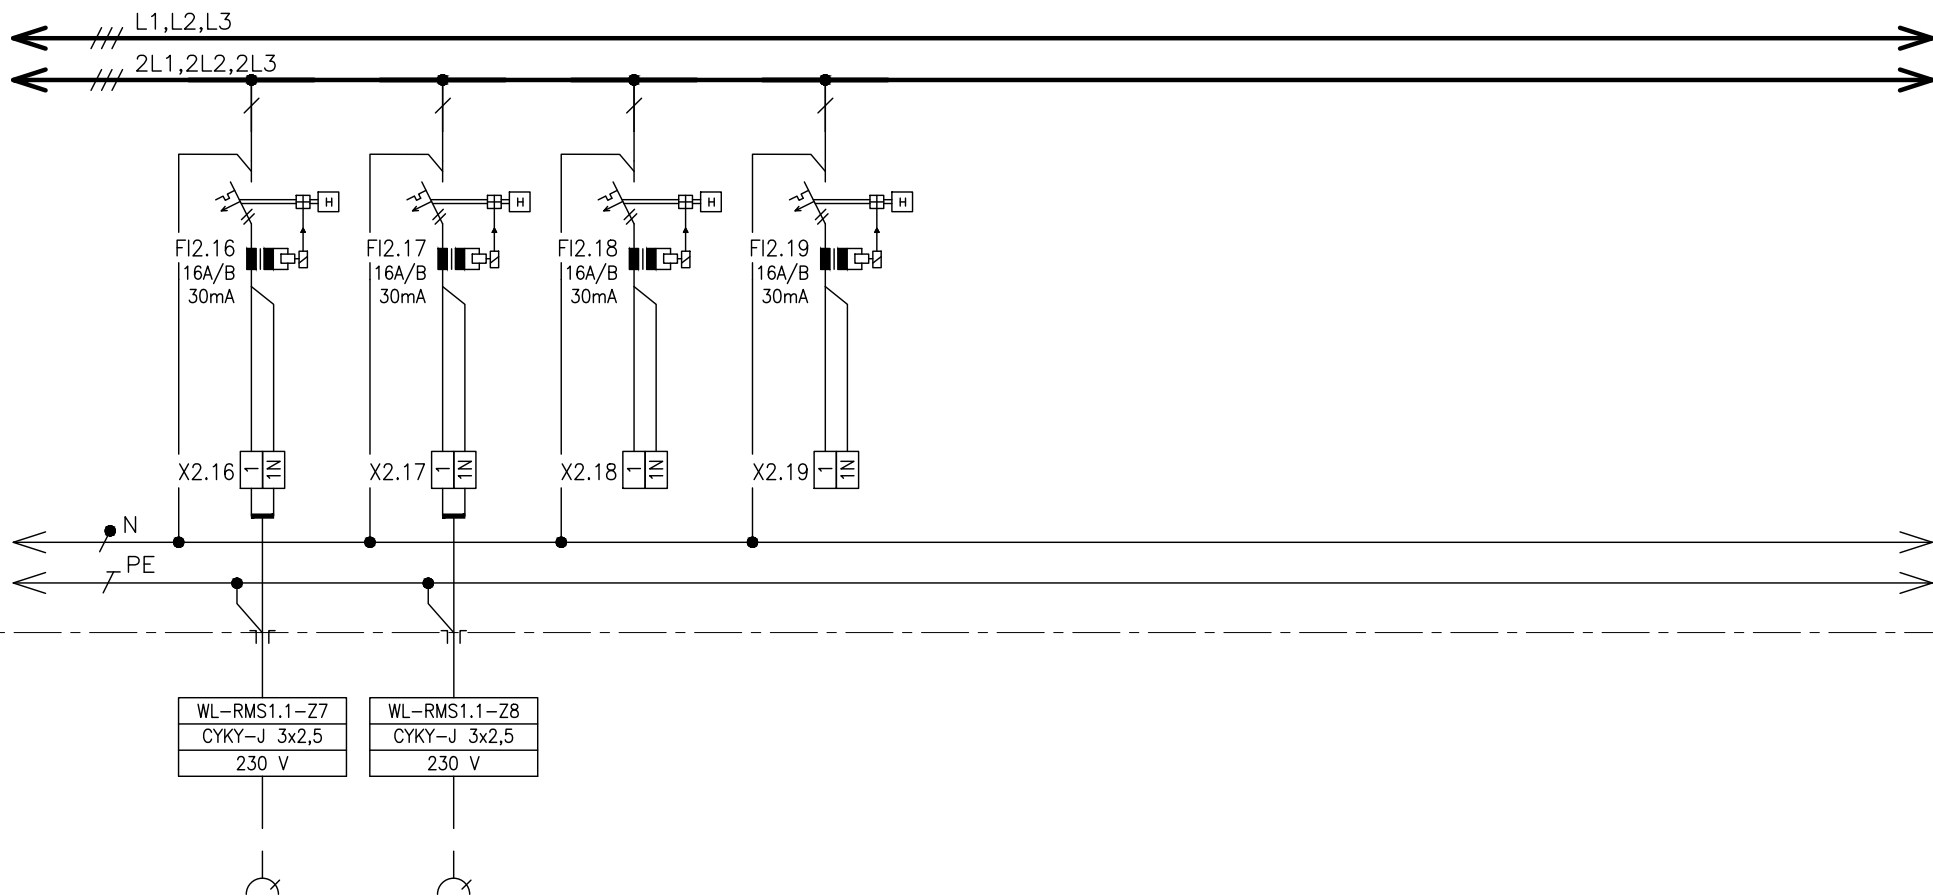 L1,L2,L3
2L1,2L2,2L3
H
H
H
H
FI2.16
16A/B
30mA
FI2.17
16A/B
30mA
FI2.18
16A/B
30mA
FI2.19
16A/B
30mA
X2.16 1 1N
X2.17 1 1N
X2.18 1 1N
X2.19 1 1N
N
PE
WL-RMS1.1-Z7
CYKY-J 3x2,5
230 V
WL-RMS1.1-Z8
CYKY-J 3x2,5
230 V